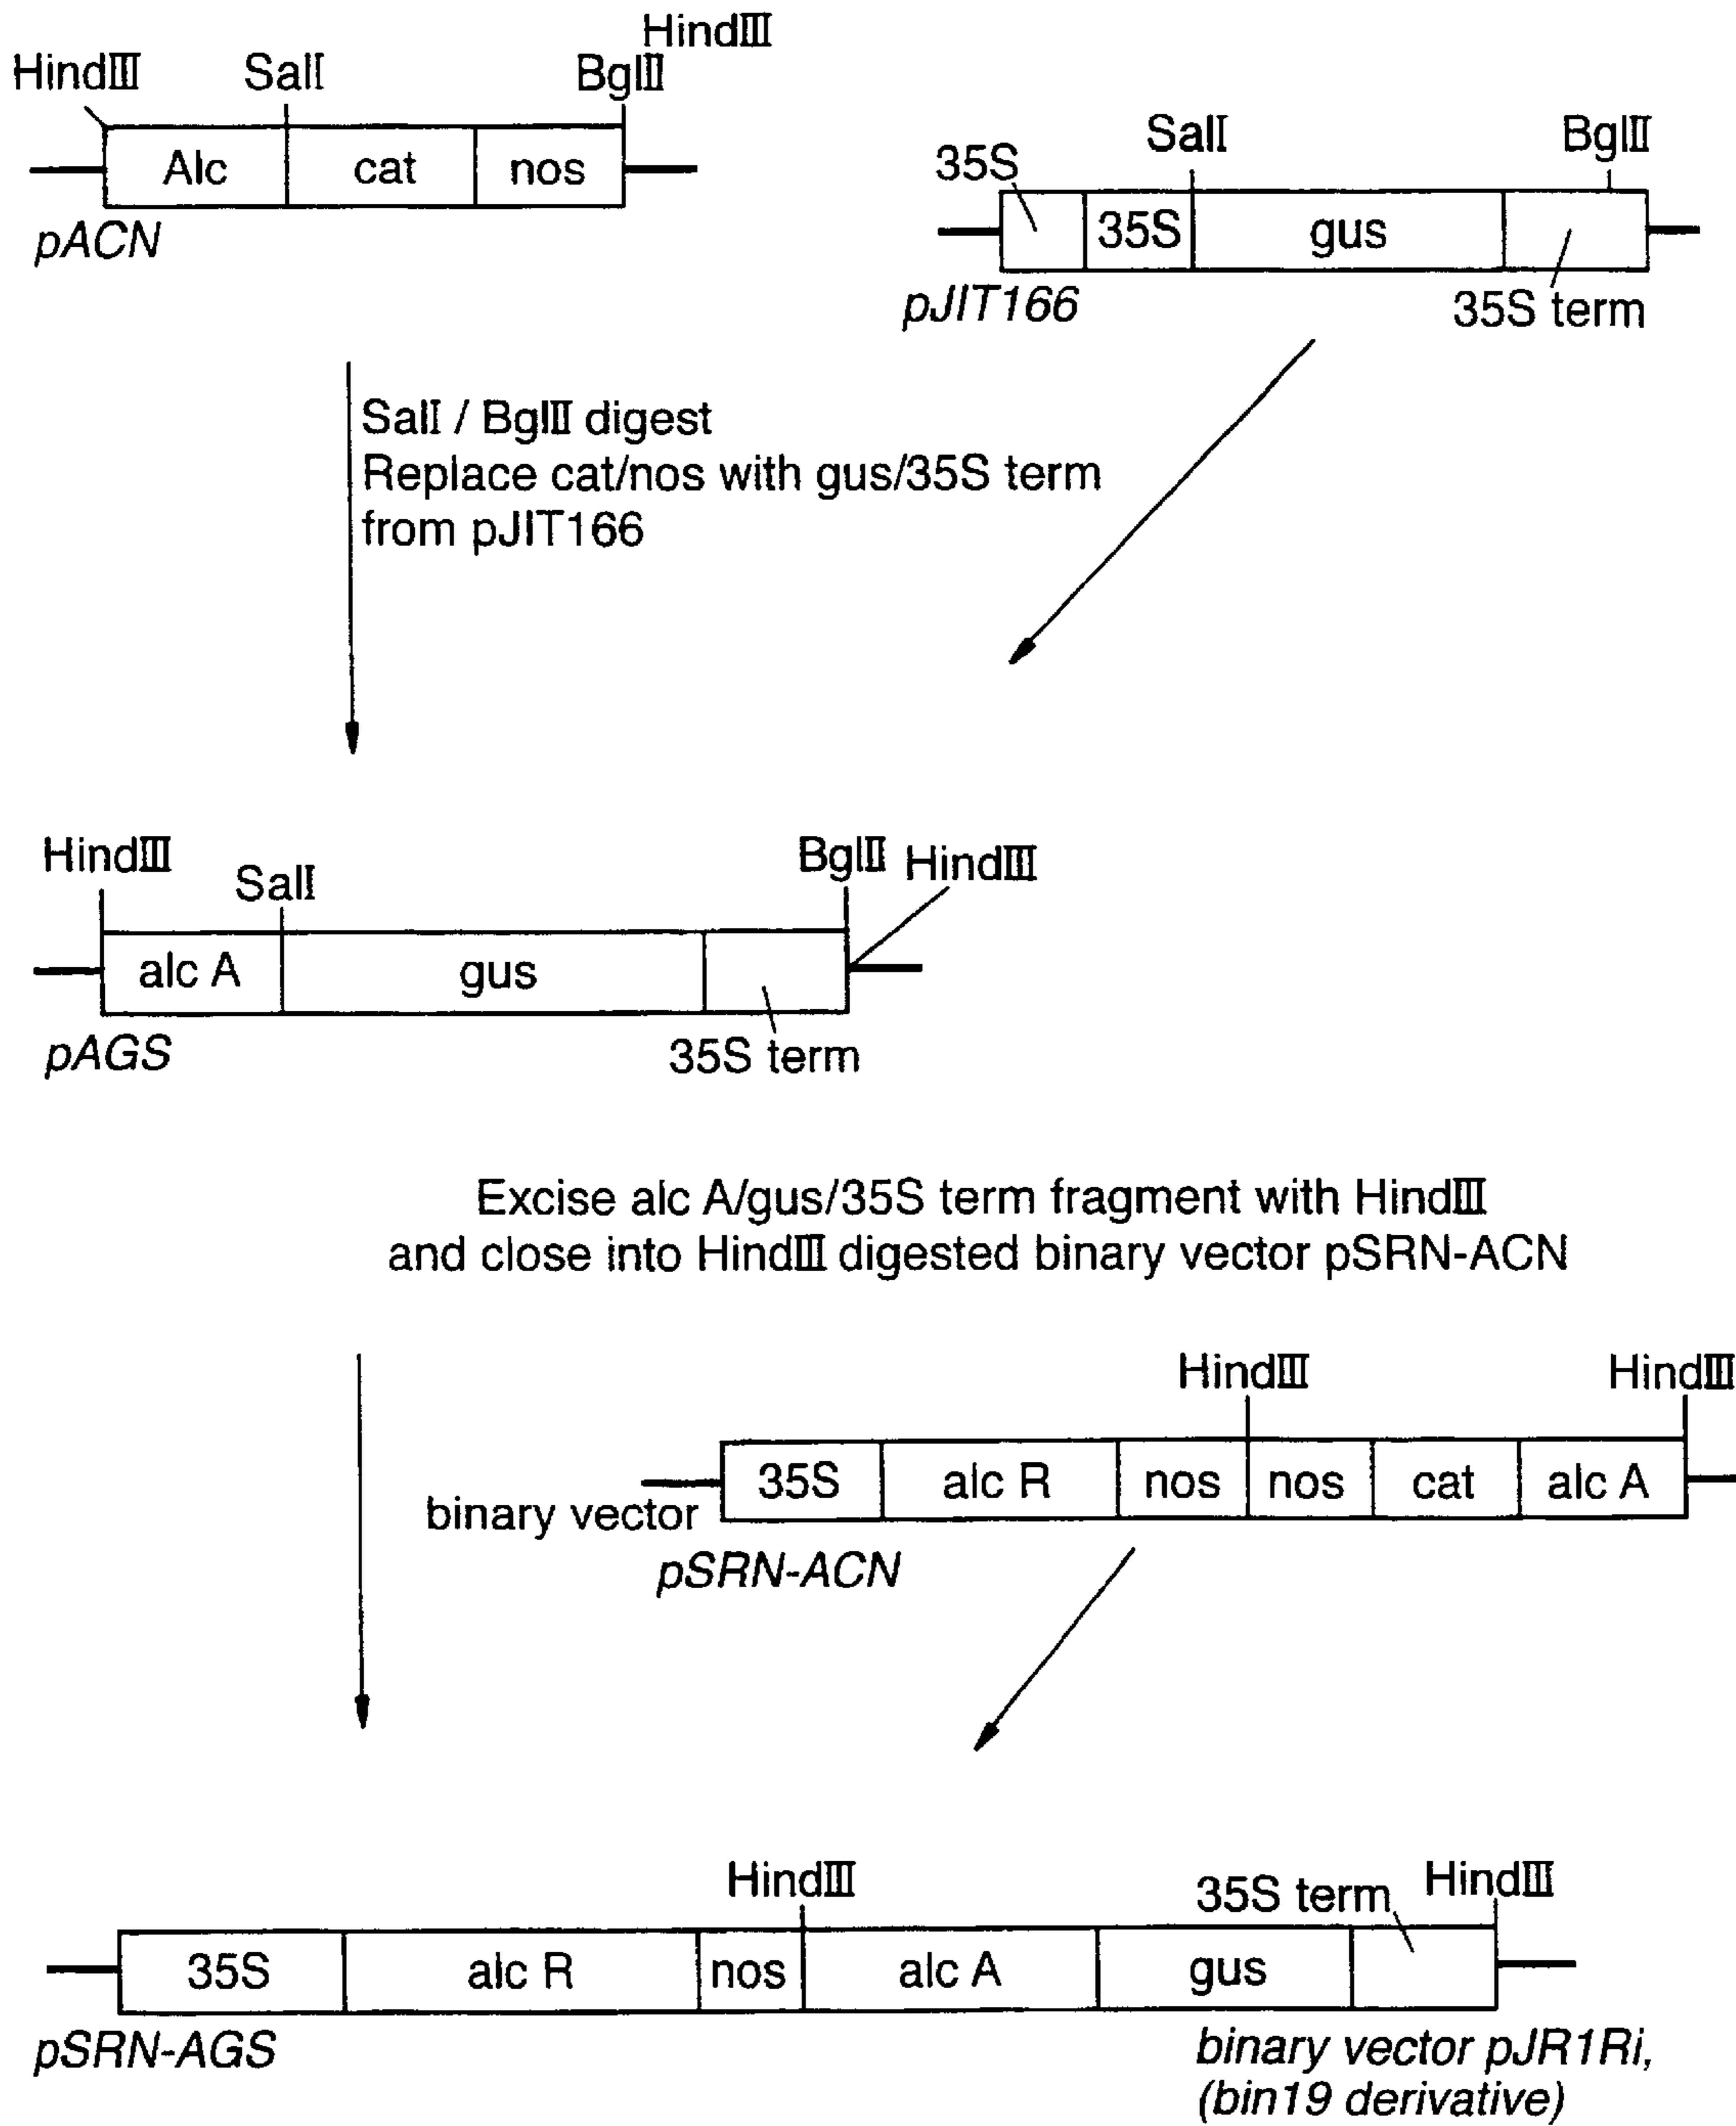 HindⅢ
SalⅠ
HindⅢ
BglⅡ
Alc
cat
nos
pACN
35S
SalⅠ
BglⅡ
35S
gus
pJIT166
35S term
SalⅠ / BglⅡ digest
Replace cat/nos with gus/35S term
from pJIT166
HindⅢ
SalⅠ
BglⅡ
HindⅢ
alc A
gus
pAGS
35S term
Excise alc A/gus/35S term fragment with HindⅢ
and close into HindⅢ digested binary vector pSRN-ACN
HindⅢ
HindⅢ
35S
alc R
nos
nos
cat
alc A
binary vector
pSRN-ACN
HindⅢ
35S term
HindⅢ
35S
alc R
nos
alc A
gus
pSRN-AGS
binary vector pJR1Ri,
(bin19 derivative)